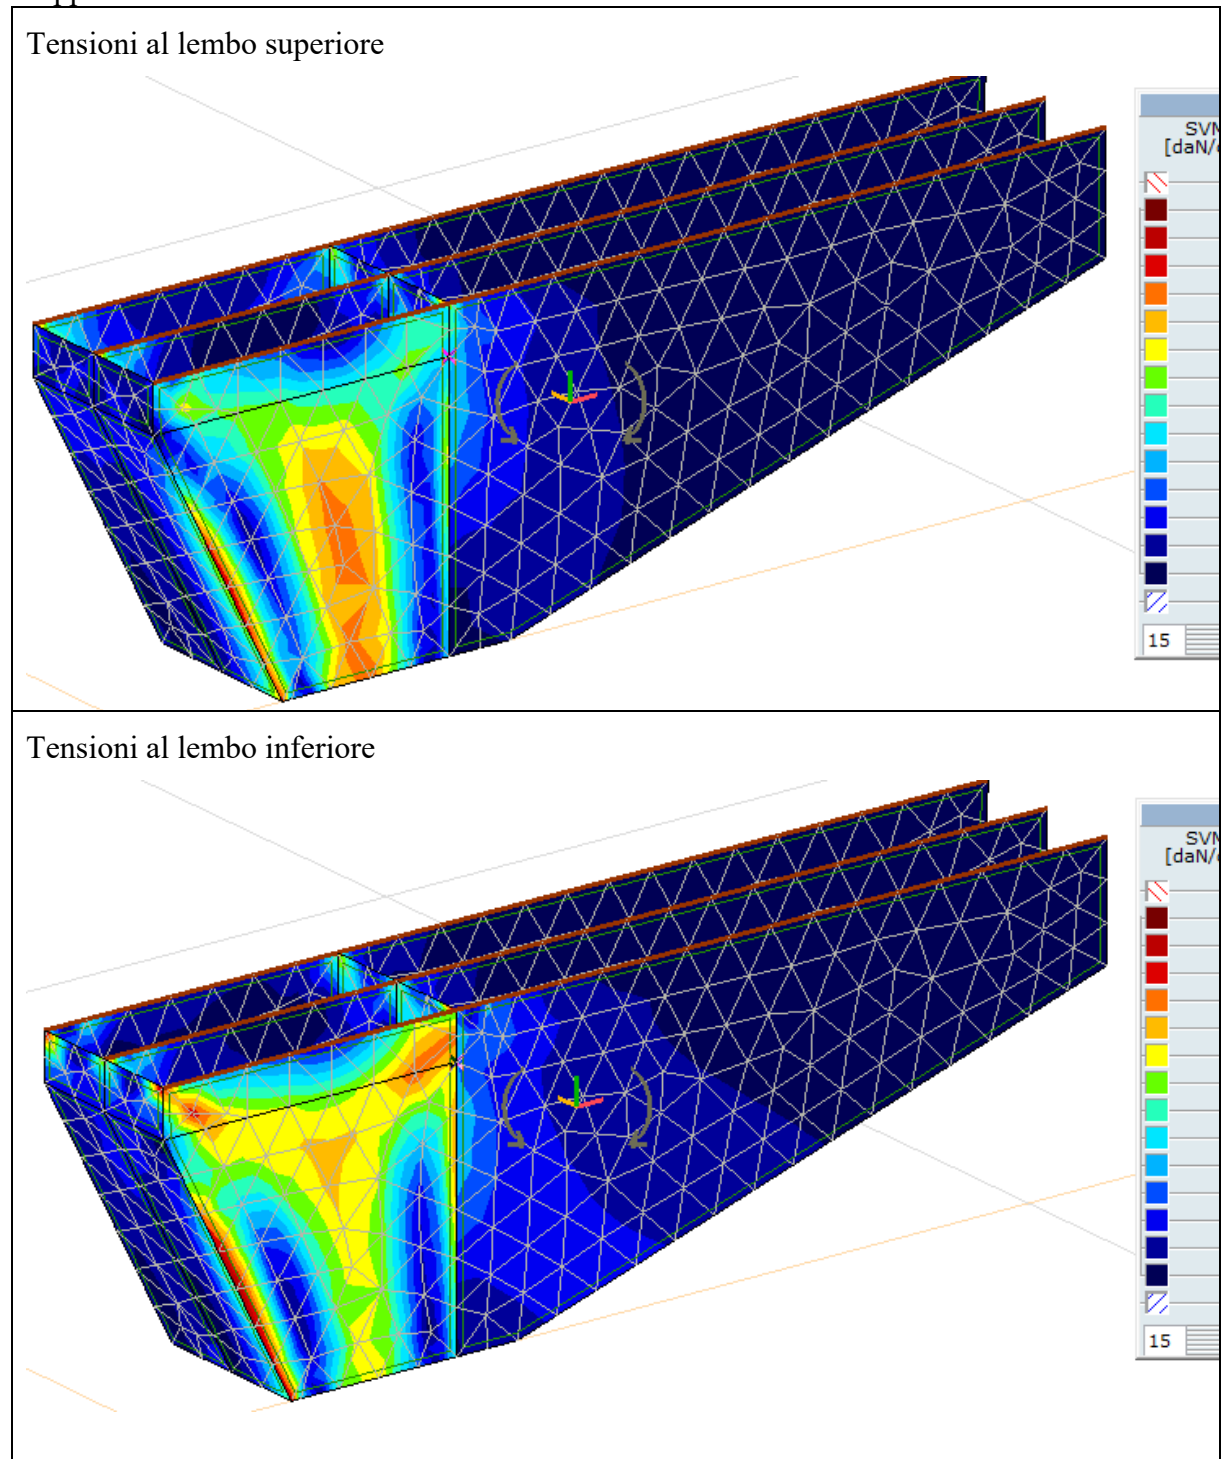 Tensioni al lembo superiore
SVM
[daN/c
15
Tensioni al lembo inferiore
SVM
[daN/c
15